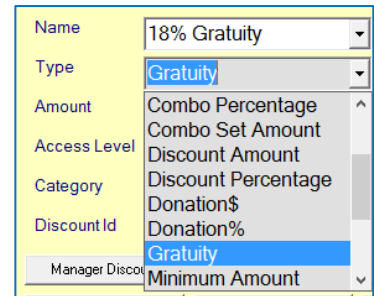 Name 18% Gratuity
Type Gratuity
Amount Combo Percentage
Combo Set Amount
Access Level Discount Amount
Category Discount Percentage
Donation$
Discount Id Donation%
Gratuity
Manager Disco Minimum Amount